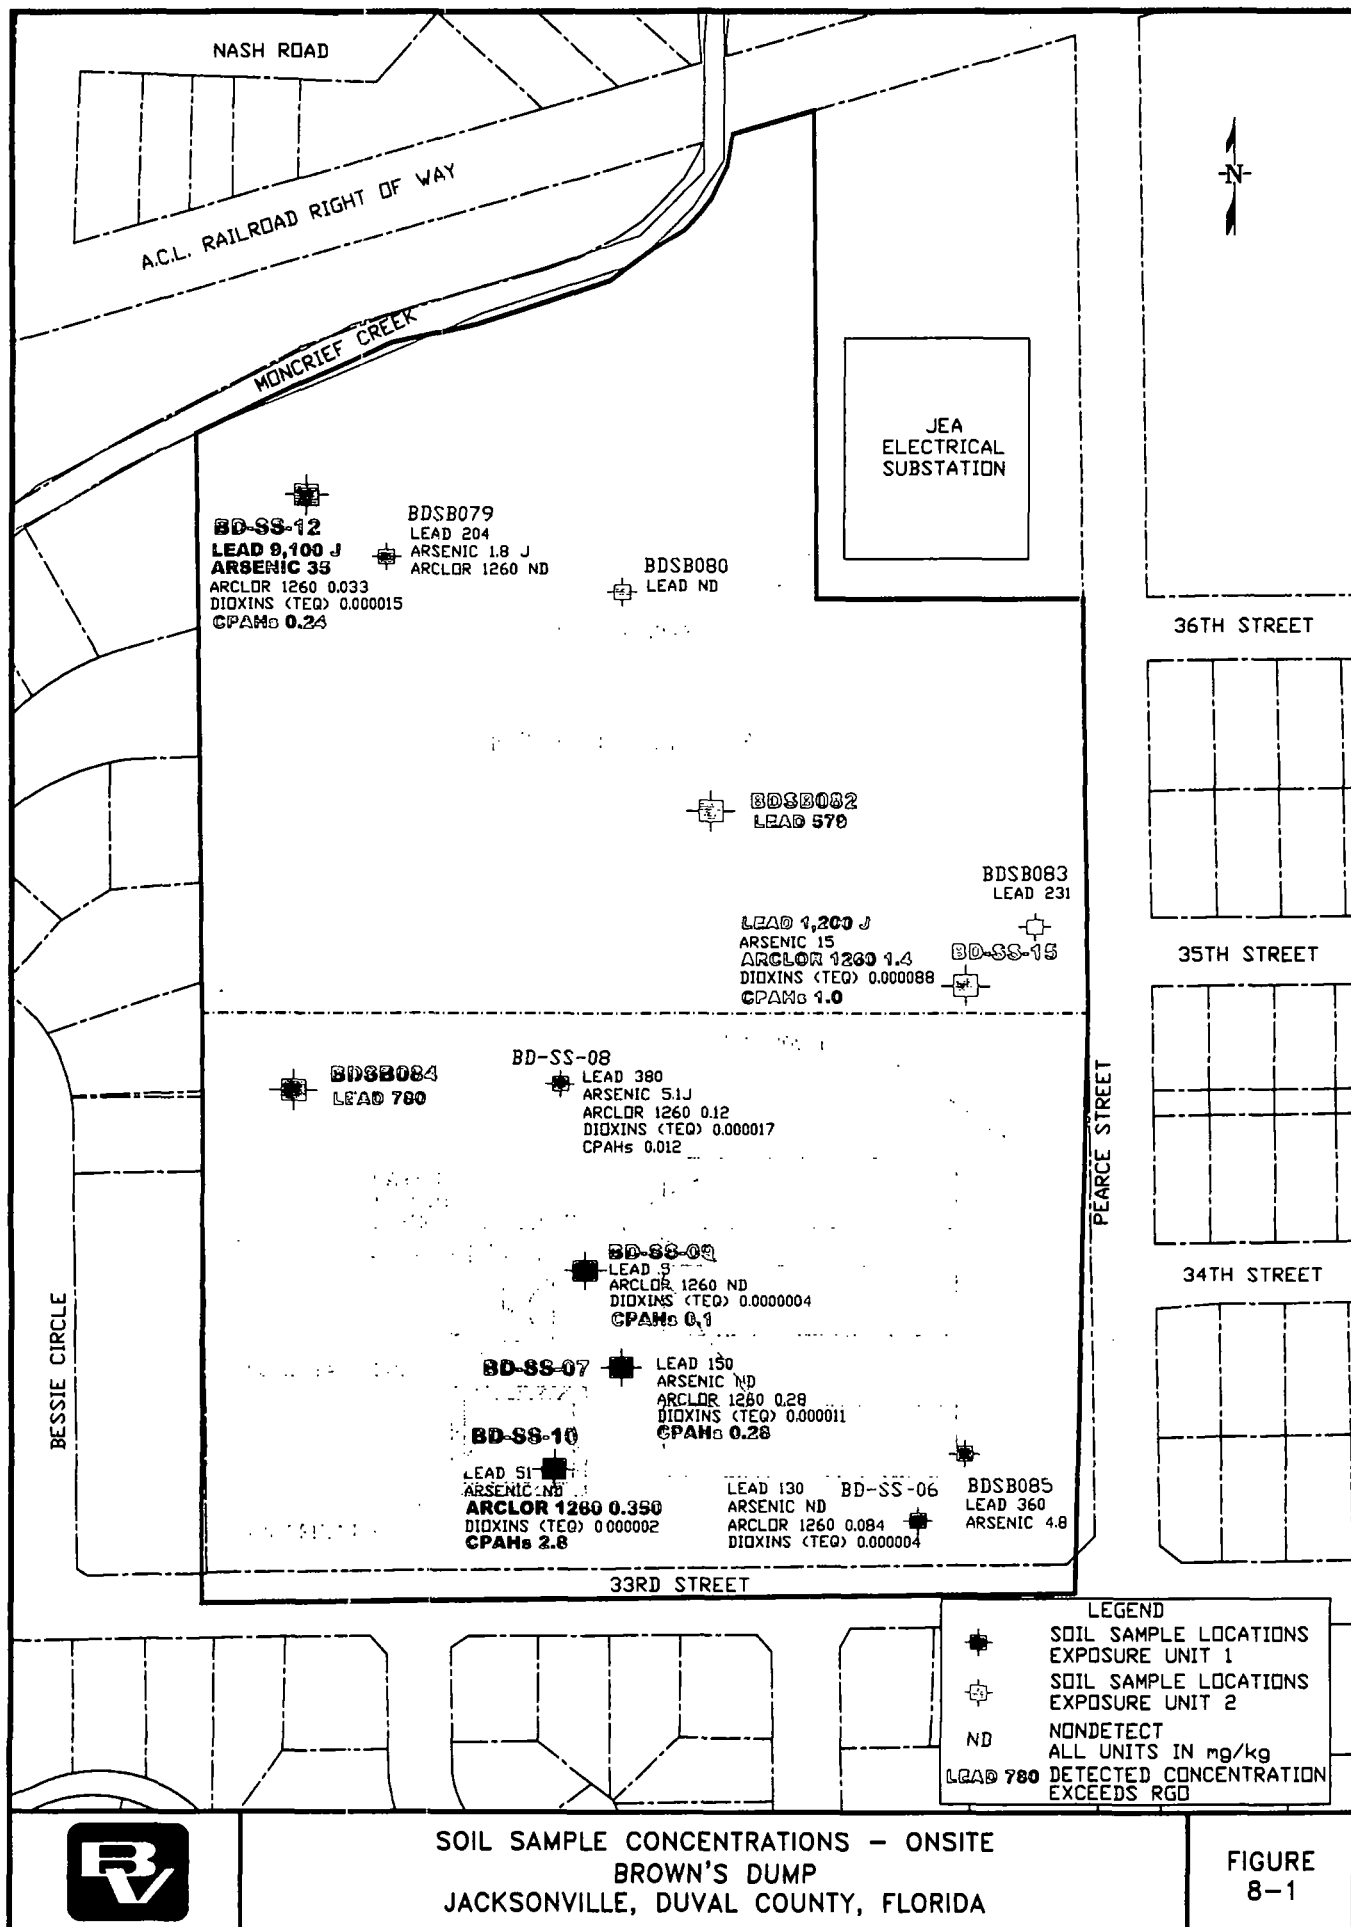 NASH ROAD
A.C.L. RAILROAD RIGHT OF WAY
N
MONCRIEF CREEK
JEA
ELECTRICAL
SUBSTATION
BD-SS-12
LEAD 9,100 J
ARSENIC 35
ARCLOR 1260 0.033
DIOXINS (TEQ) 0.000015
CPAHs 0.24
BDSB079
LEAD 204
ARSENIC 1.8 J
ARCLOR 1260 ND
BDSB080
LEAD ND
36TH STREET
BDSB082
LEAD 570
BDSB083
LEAD 231
LEAD 1,200 J
ARSENIC 15
ARCLOR 1260 1.4
DIOXINS (TEQ) 0.000088
CPAHs 1.0
BD-SS-15
35TH STREET
BDSB084
LEAD 780
BD-SS-08
LEAD 380
ARSENIC 5.1J
ARCLOR 1260 0.12
DIOXINS (TEQ) 0.000017
CPAHs 0.012
PEARCE STREET
BD-SS-09
LEAD 9
ARCLOR 1260 ND
DIOXINS (TEQ) 0.0000004
CPAHs 0.1
34TH STREET
BESSIE CIRCLE
BD-SS-07
LEAD 150
ARSENIC ND
ARCLOR 1260 0.28
DIOXINS (TEQ) 0.000011
CPAHs 0.28
BD-SS-10
LEAD 51
ARSENIC ND
ARCLOR 1260 0.350
DIOXINS (TEQ) 0.000002
CPAHs 2.8
LEAD 130
ARSENIC ND
ARCLOR 1260 0.084
DIOXINS (TEQ) 0.000004
BD-SS-06
BDSB085
LEAD 360
ARSENIC 4.8
33RD STREET
LEGEND
SOIL SAMPLE LOCATIONS
EXPOSURE UNIT 1
SOIL SAMPLE LOCATIONS
EXPOSURE UNIT 2
ND NONDETECT
ALL UNITS IN mg/kg
LEAD 780 DETECTED CONCENTRATION
EXCEEDS RGO
BV
SOIL SAMPLE CONCENTRATIONS - ONSITE
BROWN'S DUMP
JACKSONVILLE, DUVAL COUNTY, FLORIDA
FIGURE
8-1